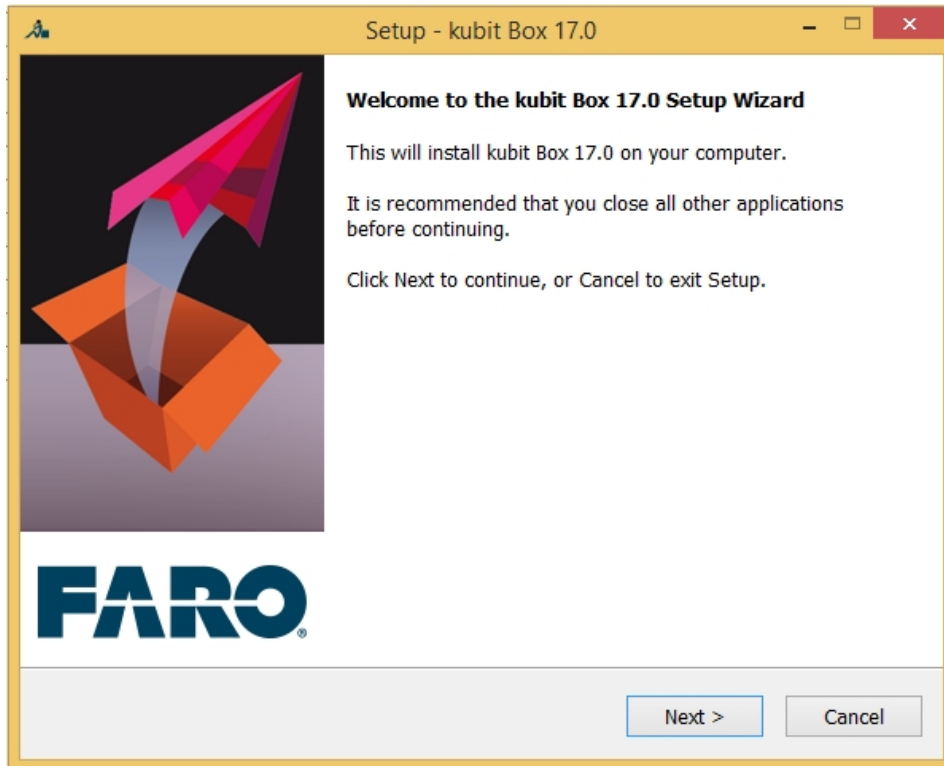 Setup - kubit Box 17.0
Welcome to the kubit Box 17.0 Setup Wizard
This will install kubit Box 17.0 on your computer.
It is recommended that you close all other applications
before continuing.
Click Next to continue, or Cancel to exit Setup.
FARO®
Next >
Cancel